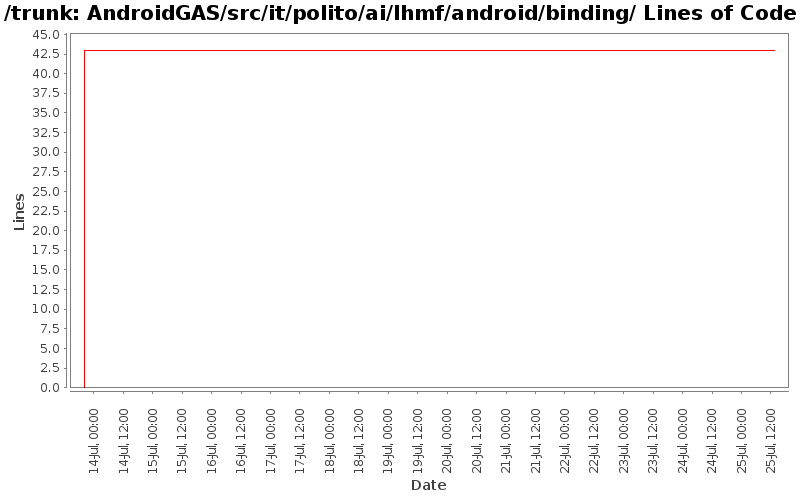 /trunk: AndroidGAS/src/it/polito/ai/lhmf/android/binding/ Lines of Code
45.0
42.5
40.0
37.5
35.0
32.5
30.0
27.5
25.0
22.5
20.0
17.5
15.0
12.5
10.0
7.5
5.0
2.5
0.0
Lines
14-Jul, 00:00
14-Jul, 12:00
15-Jul, 00:00
15-Jul, 12:00
16-Jul, 00:00
16-Jul, 12:00
17-Jul, 00:00
17-Jul, 12:00
18-Jul, 00:00
18-Jul, 12:00
19-Jul, 00:00
19-Jul, 12:00
20-Jul, 00:00
20-Jul, 12:00
21-Jul, 00:00
21-Jul, 12:00
22-Jul, 00:00
22-Jul, 12:00
23-Jul, 00:00
23-Jul, 12:00
24-Jul, 00:00
24-Jul, 12:00
25-Jul, 00:00
25-Jul, 12:00
Date